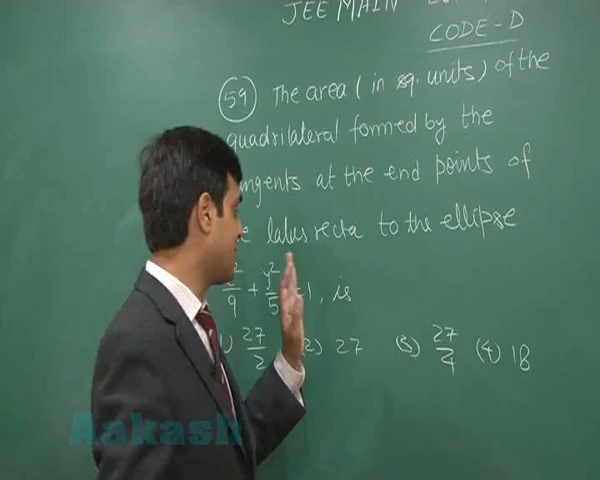 JEE MAIN
CODE-D
59 The area (in sq. units) of the
quadrilateral formed by the
ngents at the end points of
e latus recta to the ellipse
9 + y² 5 = 1, is
) 27/2 2) 27 (3) 27/4 (4) 18
Aakash